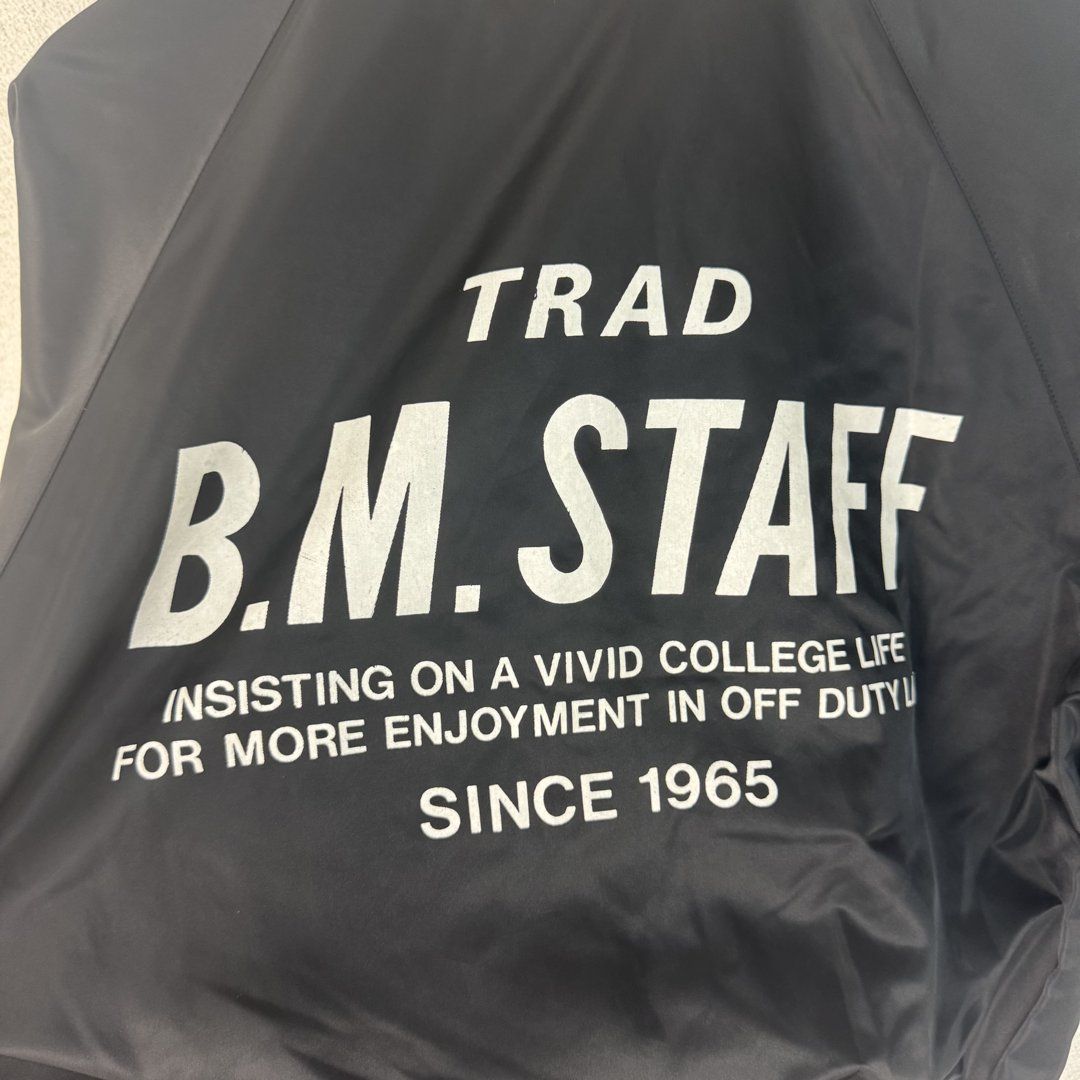 TRAD
B.M. STAFF
INSISTING ON A VIVID COLLEGE LIFE
FOR MORE ENJOYMENT IN OFF DUTY
SINCE 1965